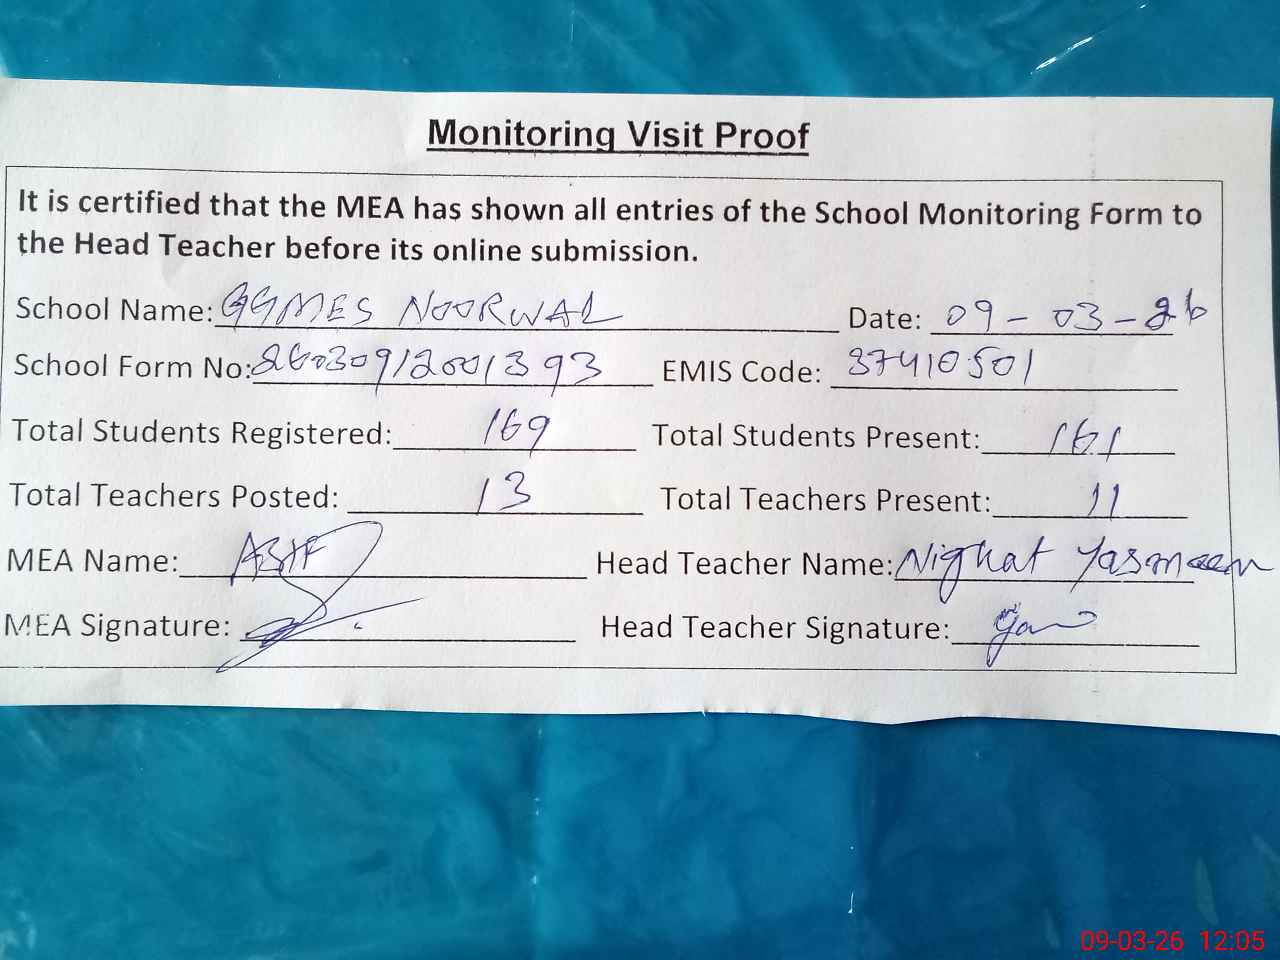 Monitoring Visit Proof
It is certified that the MEA has shown all entries of the School Monitoring Form to
the Head Teacher before its online submission.
School Name: GGMES NOORWAL Date: 09-03-26
School Form No: 260309/2001393 EMIS Code: 37410501
Total Students Registered: 169 Total Students Present: 161
Total Teachers Posted: 13 Total Teachers Present: 11
MEA Name: ASIF Head Teacher Name: Nighat Yasmeen
MEA Signature: Head Teacher Signature:
09-03-26 12:05